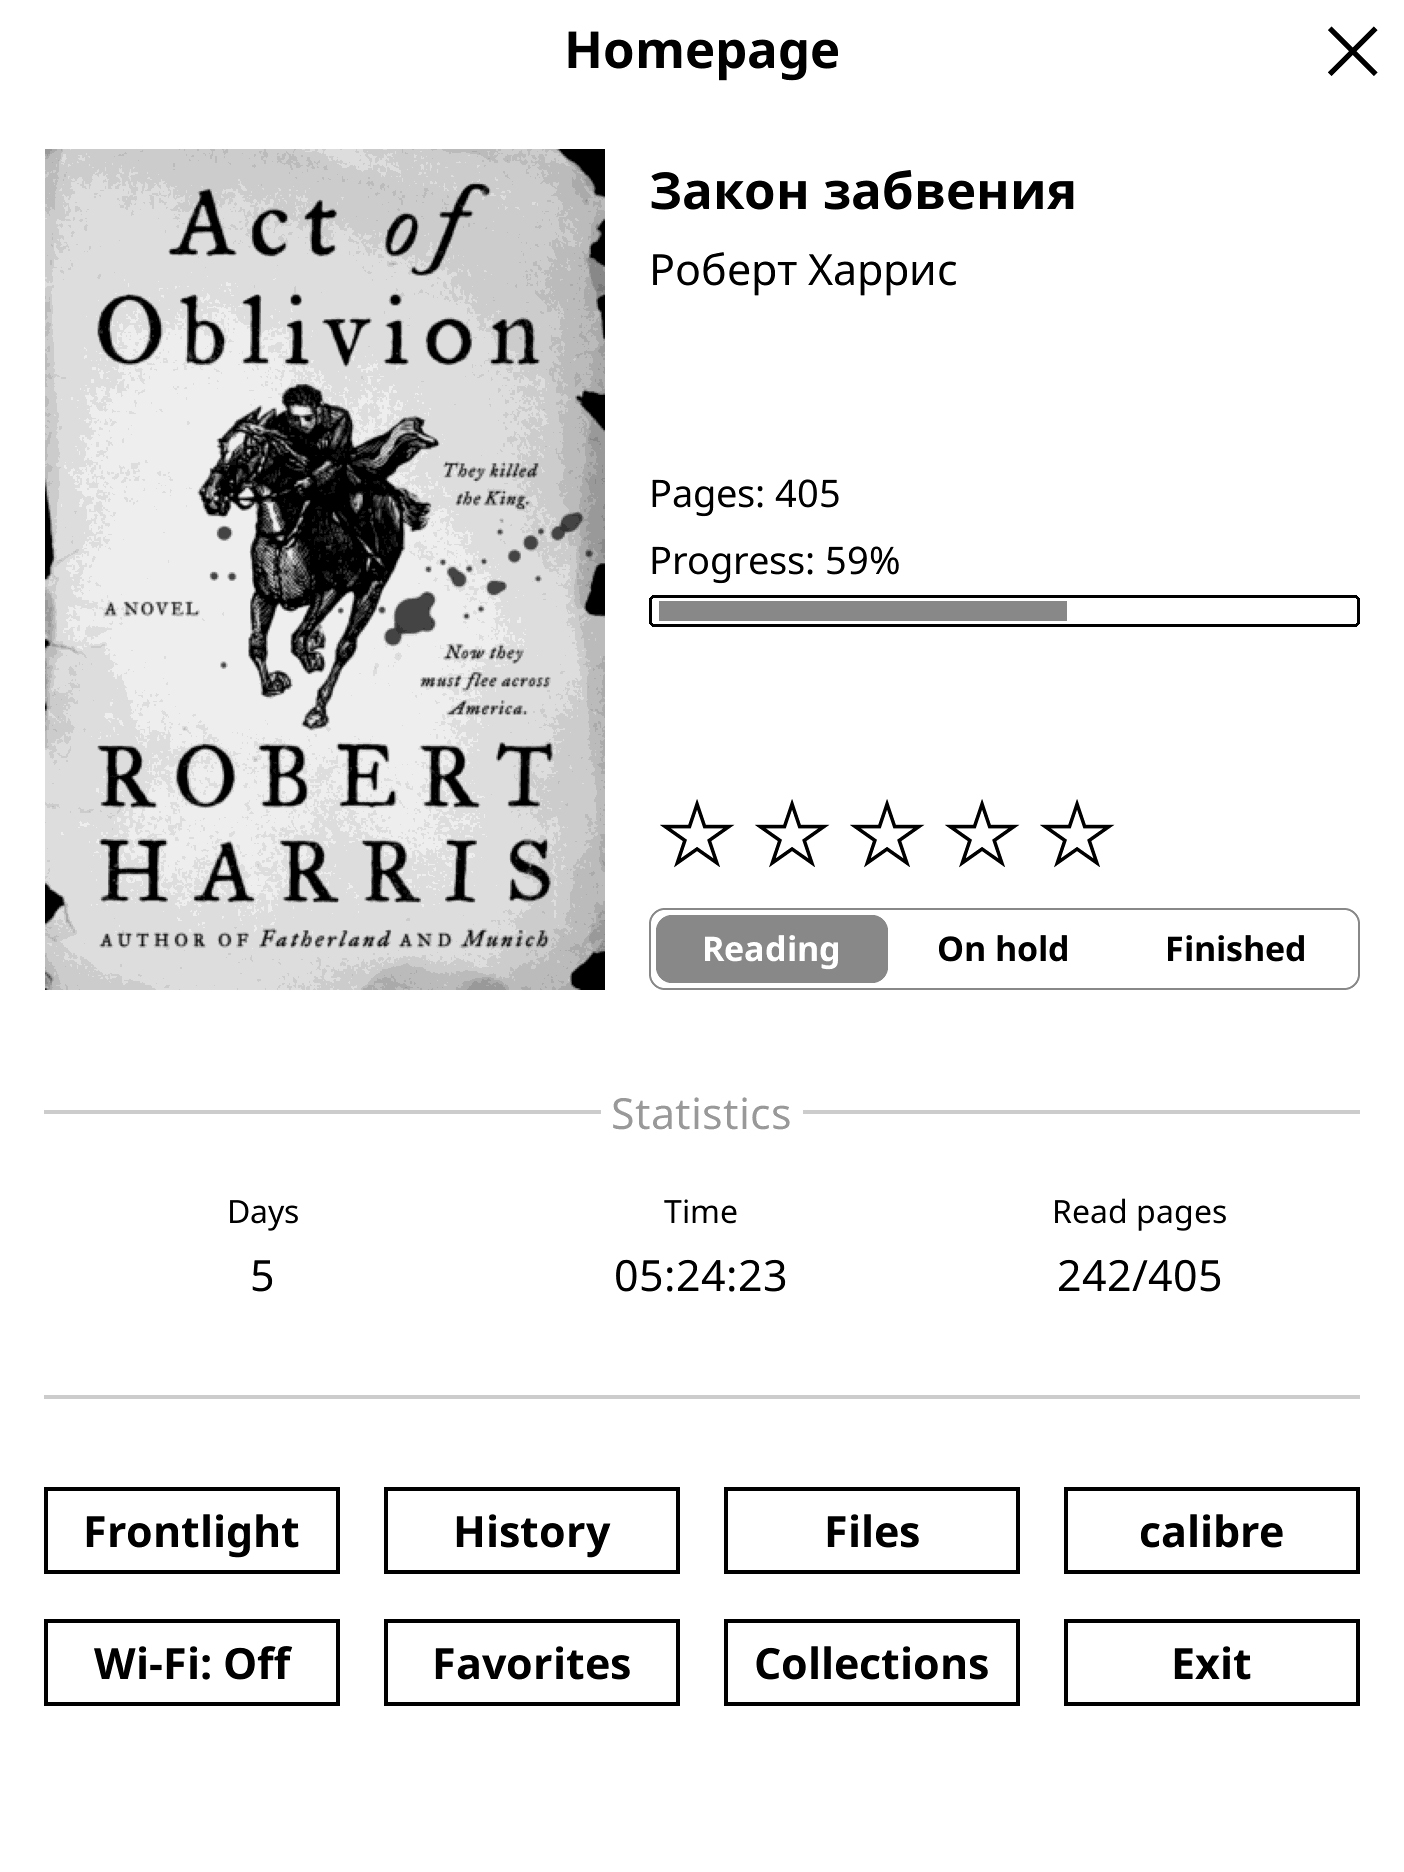 Homepage
Act of
Oblivion
They killed
the King.
A NOVEL
Now they
must flee across
America.
ROBERT
HARRIS
AUTHOR OF Fatherland AND Munich
Закон забвения
Роберт Харрис
Pages: 405
Progress: 59%
Reading On hold Finished
Statistics
Days Time Read pages
5 05:24:23 242/405
Frontlight History Files calibre
Wi-Fi: Off Favorites Collections Exit